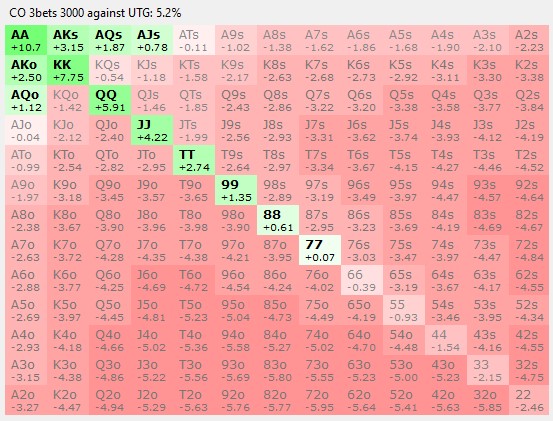 CO 3bets 3000 against UTG: 5.2%
AA AKs AQs AJs ATs A9s A8s A7s A6s A5s A4s A3s A2s
+10.7 +3.15 +1.87 +0.78 -0.11 -1.02 -1.38 -1.62 -1.86 -1.68 -1.90 -2.10 -2.23
AKo KK KQs KJs KTs K9s K8s K7s K6s K5s K4s K3s K2s
+2.50 +7.75 -0.54 -1.18 -1.58 -2.17 -2.63 -2.68 -2.73 -2.92 -3.11 -3.30 -3.38
AQo KQo QQ QJs QTs Q9s Q8s Q7s Q6s Q5s Q4s Q3s Q2s
+1.12 -1.42 +5.91 -1.46 -1.85 -2.43 -2.86 -3.22 -3.20 -3.38 -3.58 -3.77 -3.84
AJo KJo QJo JJ JTs J9s J8s J7s J6s J5s J4s J3s J2s
-0.04 -2.12 -2.40 +4.22 -1.99 -2.56 -2.93 -3.31 -3.62 -3.74 -3.93 -4.12 -4.19
ATo KTo QTo JTo TT T9s T8s T7s T6s T5s T4s T3s T2s
-0.99 -2.54 -2.82 -2.95 +2.74 -2.64 -2.97 -3.34 -3.67 -4.15 -4.27 -4.46 -4.52
A9o K9o Q9o J9o T9o 99 98s 97s 96s 95s 94s 93s 92s
-1.97 -3.18 -3.45 -3.57 -3.65 +1.35 -2.89 -3.19 -3.49 -3.97 -4.47 -4.57 -4.64
A8o K8o Q8o J8o T8o 98o 88 87s 86s 85s 84s 83s 82s
-2.38 -3.67 -3.90 -3.96 -3.98 -3.90 +0.61 -2.95 -3.23 -3.69 -4.19 -4.69 -4.67
A7o K7o Q7o J7o T7o 97o 87o 77 76s 75s 74s 73s 72s
-2.63 -3.72 -4.28 -4.35 -4.38 -4.21 -3.95 +0.07 -3.03 -3.47 -3.97 -4.47 -4.84
A6o K6o Q6o J6o T6o 96o 86o 76o 66 65s 64s 63s 62s
-2.88 -3.77 -4.25 -4.69 -4.72 -4.54 -4.24 -4.02 -0.39 -3.19 -3.67 -4.17 -4.55
A5o K5o Q5o J5o T5o 95o 85o 75o 65o 55 54s 53s 52s
-2.69 -3.97 -4.45 -4.81 -5.23 -5.04 -4.73 -4.49 -4.19 -0.93 -3.46 -3.95 -4.34
A4o K4o Q4o J4o T4o 94o 84o 74o 64o 54o 44 43s 42s
-2.93 -4.18 -4.66 -5.02 -5.36 -5.58 -5.27 -5.02 -4.70 -4.48 -1.54 -4.16 -4.55
A3o K3o Q3o J3o T3o 93o 83o 73o 63o 53o 43o 33 32s
-3.15 -4.38 -4.86 -5.22 -5.56 -5.69 -5.80 -5.55 -5.23 -5.00 -5.23 -2.15 -4.75
A2o K2o Q2o J2o T2o 92o 82o 72o 62o 52o 42o 32o 22
-3.27 -4.47 -4.94 -5.29 -5.63 -5.76 -5.77 -5.95 -5.64 -5.41 -5.63 -5.85 -2.46